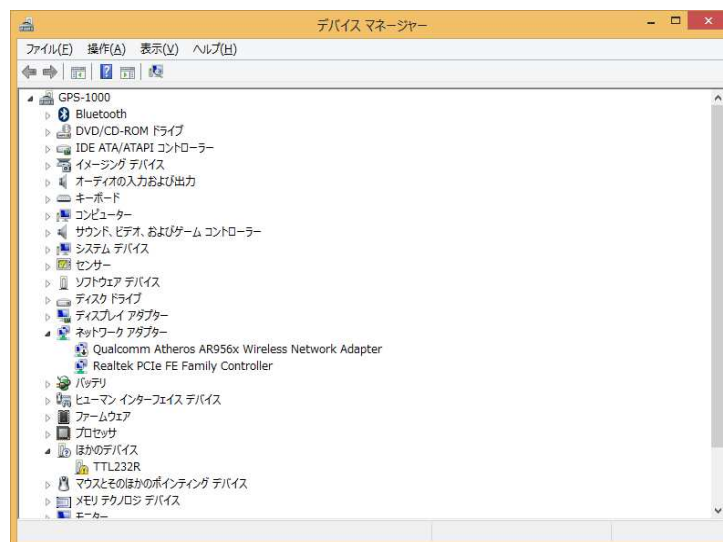 デバイス マネージャー
ファイル(F) 操作(A) 表示(V) ヘルプ(H)
GPS-1000
Bluetooth
DVD/CD-ROM ドライブ
IDE ATA/ATAPI コントローラー
イメージング デバイス
オーディオの入力および出力
キーボード
コンピューター
サウンド、ビデオ、およびゲーム コントローラー
システム デバイス
センサー
ソフトウェア デバイス
ディスク ドライブ
ディスプレイ アダプター
ネットワーク アダプター
Qualcomm Atheros AR956x Wireless Network Adapter
Realtek PCIe FE Family Controller
バッテリ
ヒューマン インターフェイス デバイス
ファームウェア
プロセッサ
ほかのデバイス
TTL232R
マウスとそのほかのポインティング デバイス
メモリ テクノロジ デバイス
モニター